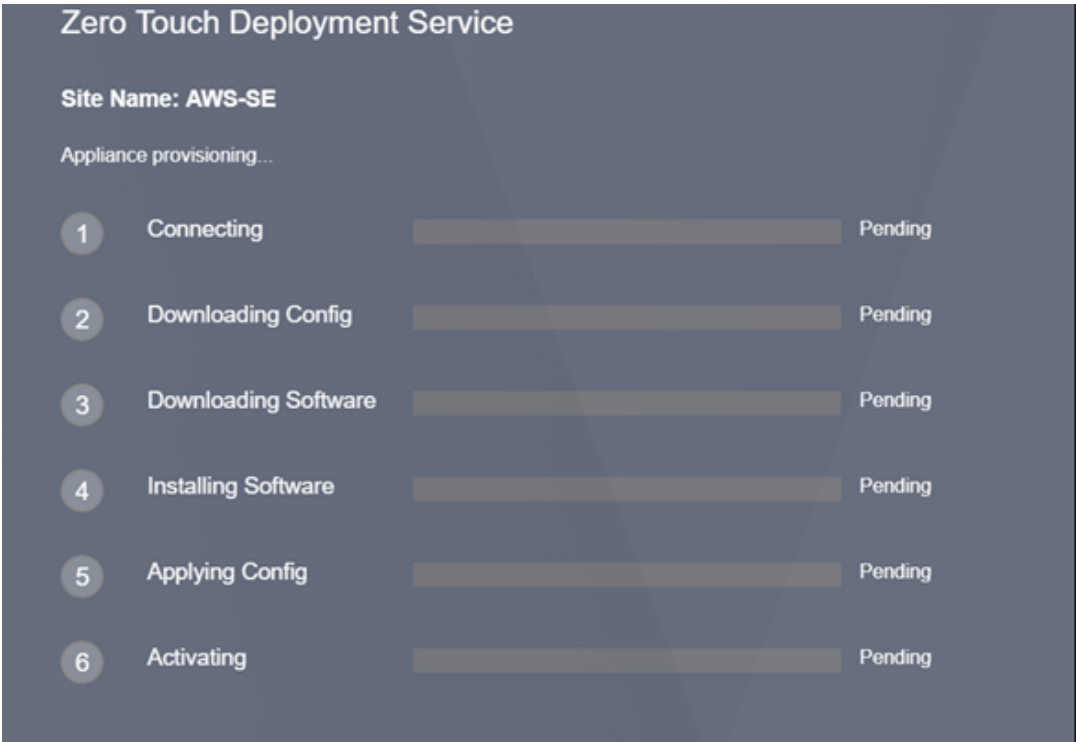 Zero Touch Deployment Service
Site Name: AWS-SE
Appliance provisioning...
1 Connecting Pending
2 Downloading Config Pending
3 Downloading Software Pending
4 Installing Software Pending
5 Applying Config Pending
6 Activating Pending